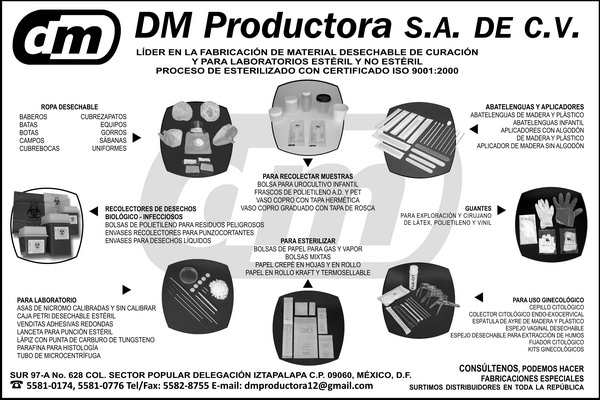 dm
DM Productora S.A. DE C.V.
LÍDER EN LA FABRICACIÓN DE MATERIAL DESECHABLE DE CURACIÓN
Y PARA LABORATORIOS ESTÉRIL Y NO ESTÉRIL
PROCESO DE ESTERILIZADO CON CERTIFICADO ISO 9001:2000
ROPA DESECHABLE
BABEROS CUBREZAPATOS
BATAS EQUIPOS
BOTAS GORROS
CAMPOS SÁBANAS
CUBREBOCAS UNIFORMES
ABATELENGUAS Y APLICADORES
ABATELENGUAS DE MADERA Y PLÁSTICO
ABATELENGUAS INFANTIL
APLICADORES CON ALGODÓN
DE MADERA Y PLÁSTICO
APLICADOR DE MADERA SIN ALGODÓN
PARA RECOLECTAR MUESTRAS
BOLSA PARA UROCULTIVO INFANTIL
FRASCOS DE POLIETILENO A.D. Y PET
VASO COPRO CON TAPA HERMÉTICA
VASO COPRO GRADUADO CON TAPA DE ROSCA
dm
RECOLECTORES DE DESECHOS
BIOLÓGICO - INFECCIOSOS
BOLSAS DE POLIETILENO PARA RESIDUOS PELIGROSOS
ENVASES RECOLECTORES PARA PUNZOCORTANTES
ENVASES PARA DESECHOS LÍQUIDOS
GUANTES
PARA EXPLORACIÓN Y CIRUJANO
DE LÁTEX, POLIETILENO Y VINIL
PARA ESTERILIZAR
BOLSAS DE PAPEL PARA GAS Y VAPOR
BOLSAS MIXTAS
PAPEL CREPÉ EN HOJAS Y EN ROLLO
PAPEL EN ROLLO KRAFT Y TERMOSELLABLE
PARA LABORATORIO
ASAS DE NICROMO CALIBRADAS Y SIN CALIBRAR
CAJA PETRI DESECHABLE ESTÉRIL
VENDITAS ADHESIVAS REDONDAS
LANCETA PARA PUNCIÓN ESTÉRIL
LÁPIZ CON PUNTA DE CARBURO DE TUNGSTENO
PARAFINA PARA HISTOLOGÍA
TUBO DE MICROCENTRÍFUGA
PARA USO GINECOLÓGICO
CEPILLO CITOLÓGICO
COLECTOR CITOLÓGICO ENDO-EXOCERVICAL
ESPÁTULA DE AYRE DE MADERA Y PLÁSTICO
ESPEJO VAGINAL DESECHABLE
ESPEJO DESECHABLE PARA EXTRACCIÓN DE HUMOS
FIJADOR CITOLÓGICO
KITS GINECOLÓGICOS
SUR 97-A No. 628 COL. SECTOR POPULAR DELEGACIÓN IZTAPALAPA C.P. 09060, MÉXICO, D.F.
☎ 5581-0174, 5581-0776 Tel/Fax: 5582-8755 E-mail: dmproductora12@gmail.com
CONSÚLTENOS, PODEMOS HACER
FABRICACIONES ESPECIALES
SURTIMOS DISTRIBUIDORES EN TODA LA REPÚBLICA